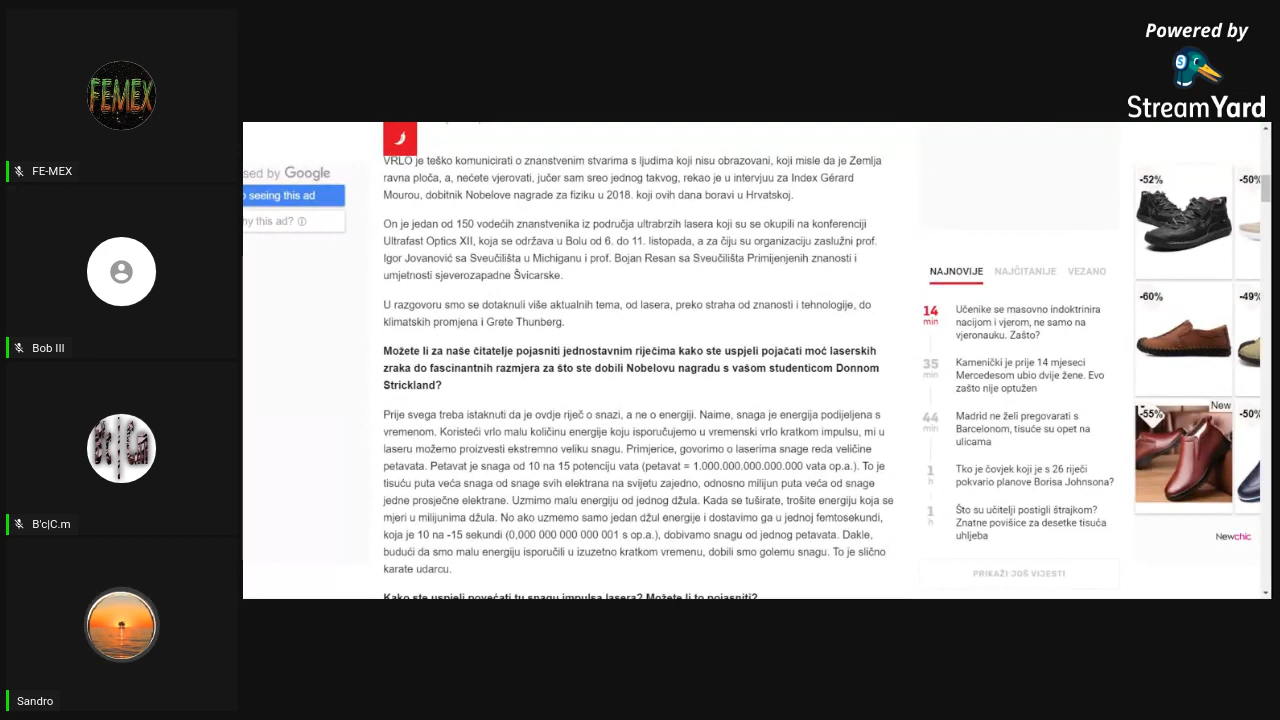 Powered by
StreamYard
FEMEX
FE-MEX
Bob III
B'c|C.m
Sandro
sed by Google
seeing this ad
hy this ad?
VRLO je teško komunicirati o znanstvenim stvarima s ljudima koji nisu obrazovani, koji misle da je Zemlja
ravna ploča, a, nećete vjerovati, jučer sam sreo jednog takvog, rekao je u intervjuu za Index Gérard
Mourou, dobitnik Nobelove nagrade za fiziku u 2018. koji ovih dana boravi u Hrvatskoj.
On je jedan od 150 vodećih znanstvenika iz područja ultrabrzih lasera koji su se okupili na konferenciji
Ultrafast Optics XII, koja se održava u Bolu od 6. do 11. listopada, a za čiju su organizaciju zaslužni prof.
Igor Jovanović sa Sveučilišta u Michiganu i prof. Bojan Resan sa Sveučilišta Primijenjenih znanosti i
umjetnosti sjeverozapadne Švicarske.
U razgovoru smo se dotaknuli više aktualnih tema, od lasera, preko straha od znanosti i tehnologije, do
klimatskih promjena i Grete Thunberg.
Možete li za naše čitatelje pojasniti jednostavnim riječima kako ste uspjeli pojačati moć laserskih
zraka do fascinantnih razmjera za što ste dobili Nobelovu nagradu s vašom studenticom Donnom
Strickland?
Prije svega treba istaknuti da je ovdje riječ o snazi, a ne o energiji. Naime, snaga je energija podijeljena s
vremenom. Koristeći vrlo malu količinu energije koju isporučujemo u vremenski vrlo kratkom impulsu, mi u
laseru možemo proizvesti ekstremno veliku snagu. Primjerice, govorimo o laserima snage reda veličine
petavata. Petavat je snaga od 10 na 15 potenciju vata (petavat = 1.000.000.000.000.000 vata op.a.). To je
tisuću puta veća snaga od snage svih elektrana na svijetu zajedno, odnosno milijun puta veća od snage
jedne prosječne elektrane. Uzmimo malu energiju od jednog džula. Kada se tuširate, trošite energiju koja se
mjeri u milijunima džula. No ako uzmemo samo jedan džul energije i dostavimo ga u jednoj femtosekundi,
koja je 10 na -15 sekundi (0,000 000 000 000 001 s op.a.), dobivamo snagu od jednog petavata. Dakle,
budući da smo malu energiju isporučili u izuzetno kratkom vremenu, dobili smo golemu snagu. To je slično
karate udarcu.
Kako ste uspjeli povećati tu snagu impulsa lasera? Možete li to pojasniti?
NAJNOVIJE NAJČITANIJE VEZANO
14 min
Učenike se masovno indoktrinira
nacijom i vjerom, ne samo na
vjeronauku. Zašto?
35 min
Kamenički je prije 14 mjeseci
Mercedesom ubio dvije žene. Evo
zašto nije optužen
44 min
Madrid ne želi pregovarati s
Barcelonom, tisuće su opet na
ulicama
1 h
Tko je čovjek koji je s 26 riječi
pokvario planove Borisa Johnsona?
1 h
Što su učitelji postigli štrajkom?
Znatne povišice za desetke tisuća
uhljeba
PRIKAŽI JOŠ VIJESTI
-52% -50%
-60% -49%
New
-55% -50%
Newchic